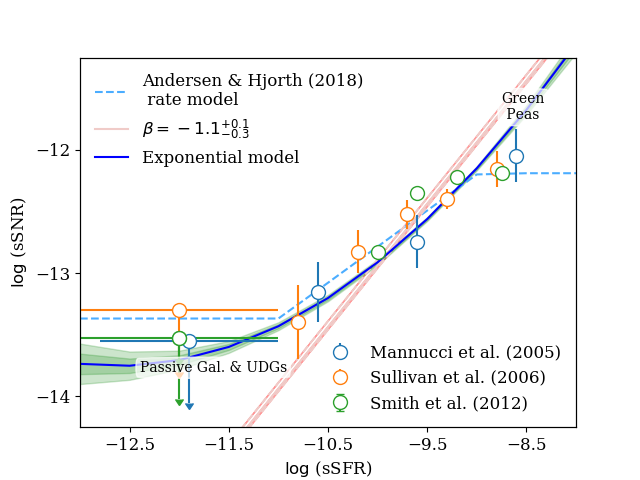 Andersen & Hjorth (2018)
rate model
β = −1.1 +0.1 −0.3
Exponential model
Green
Peas
−12
−13
−14
log (sSNR)
Passive Gal. & UDGs
Mannucci et al. (2005)
Sullivan et al. (2006)
Smith et al. (2012)
−12.5 −11.5 −10.5 −9.5 −8.5
log (sSFR)